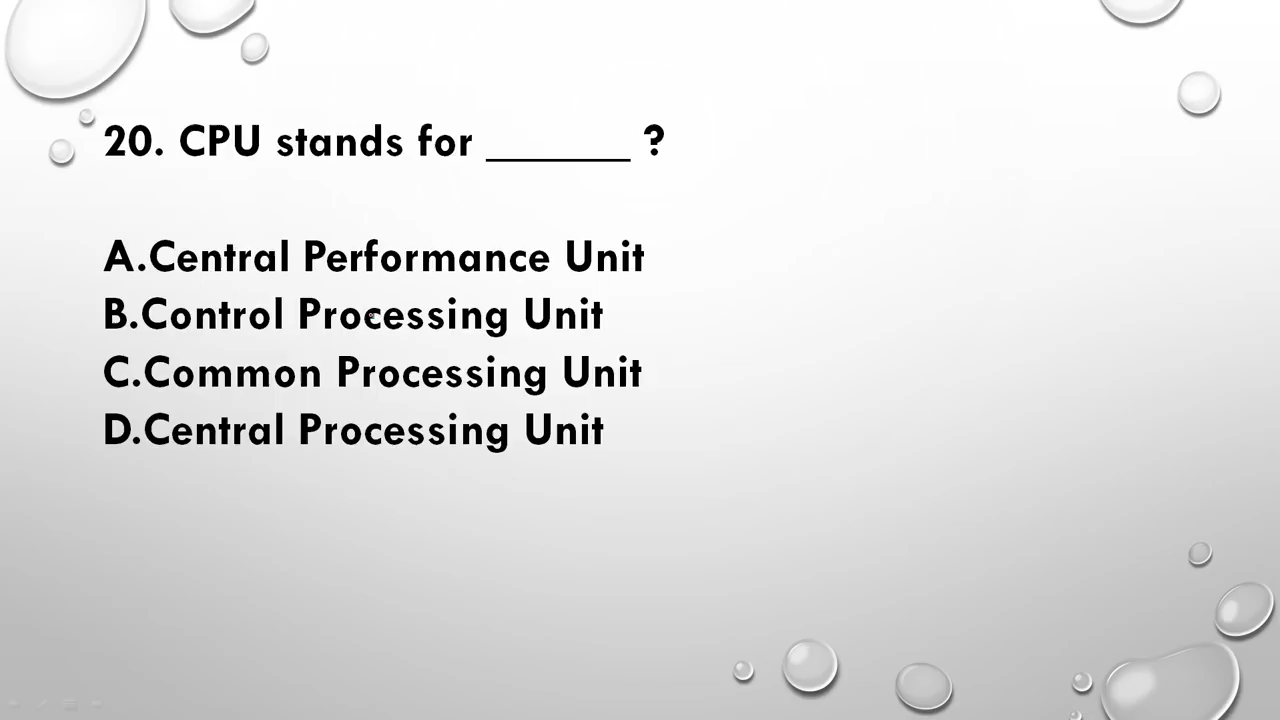 20. CPU stands for _______ ?
A.Central Performance Unit
B.Control Processing Unit
C.Common Processing Unit
D.Central Processing Unit